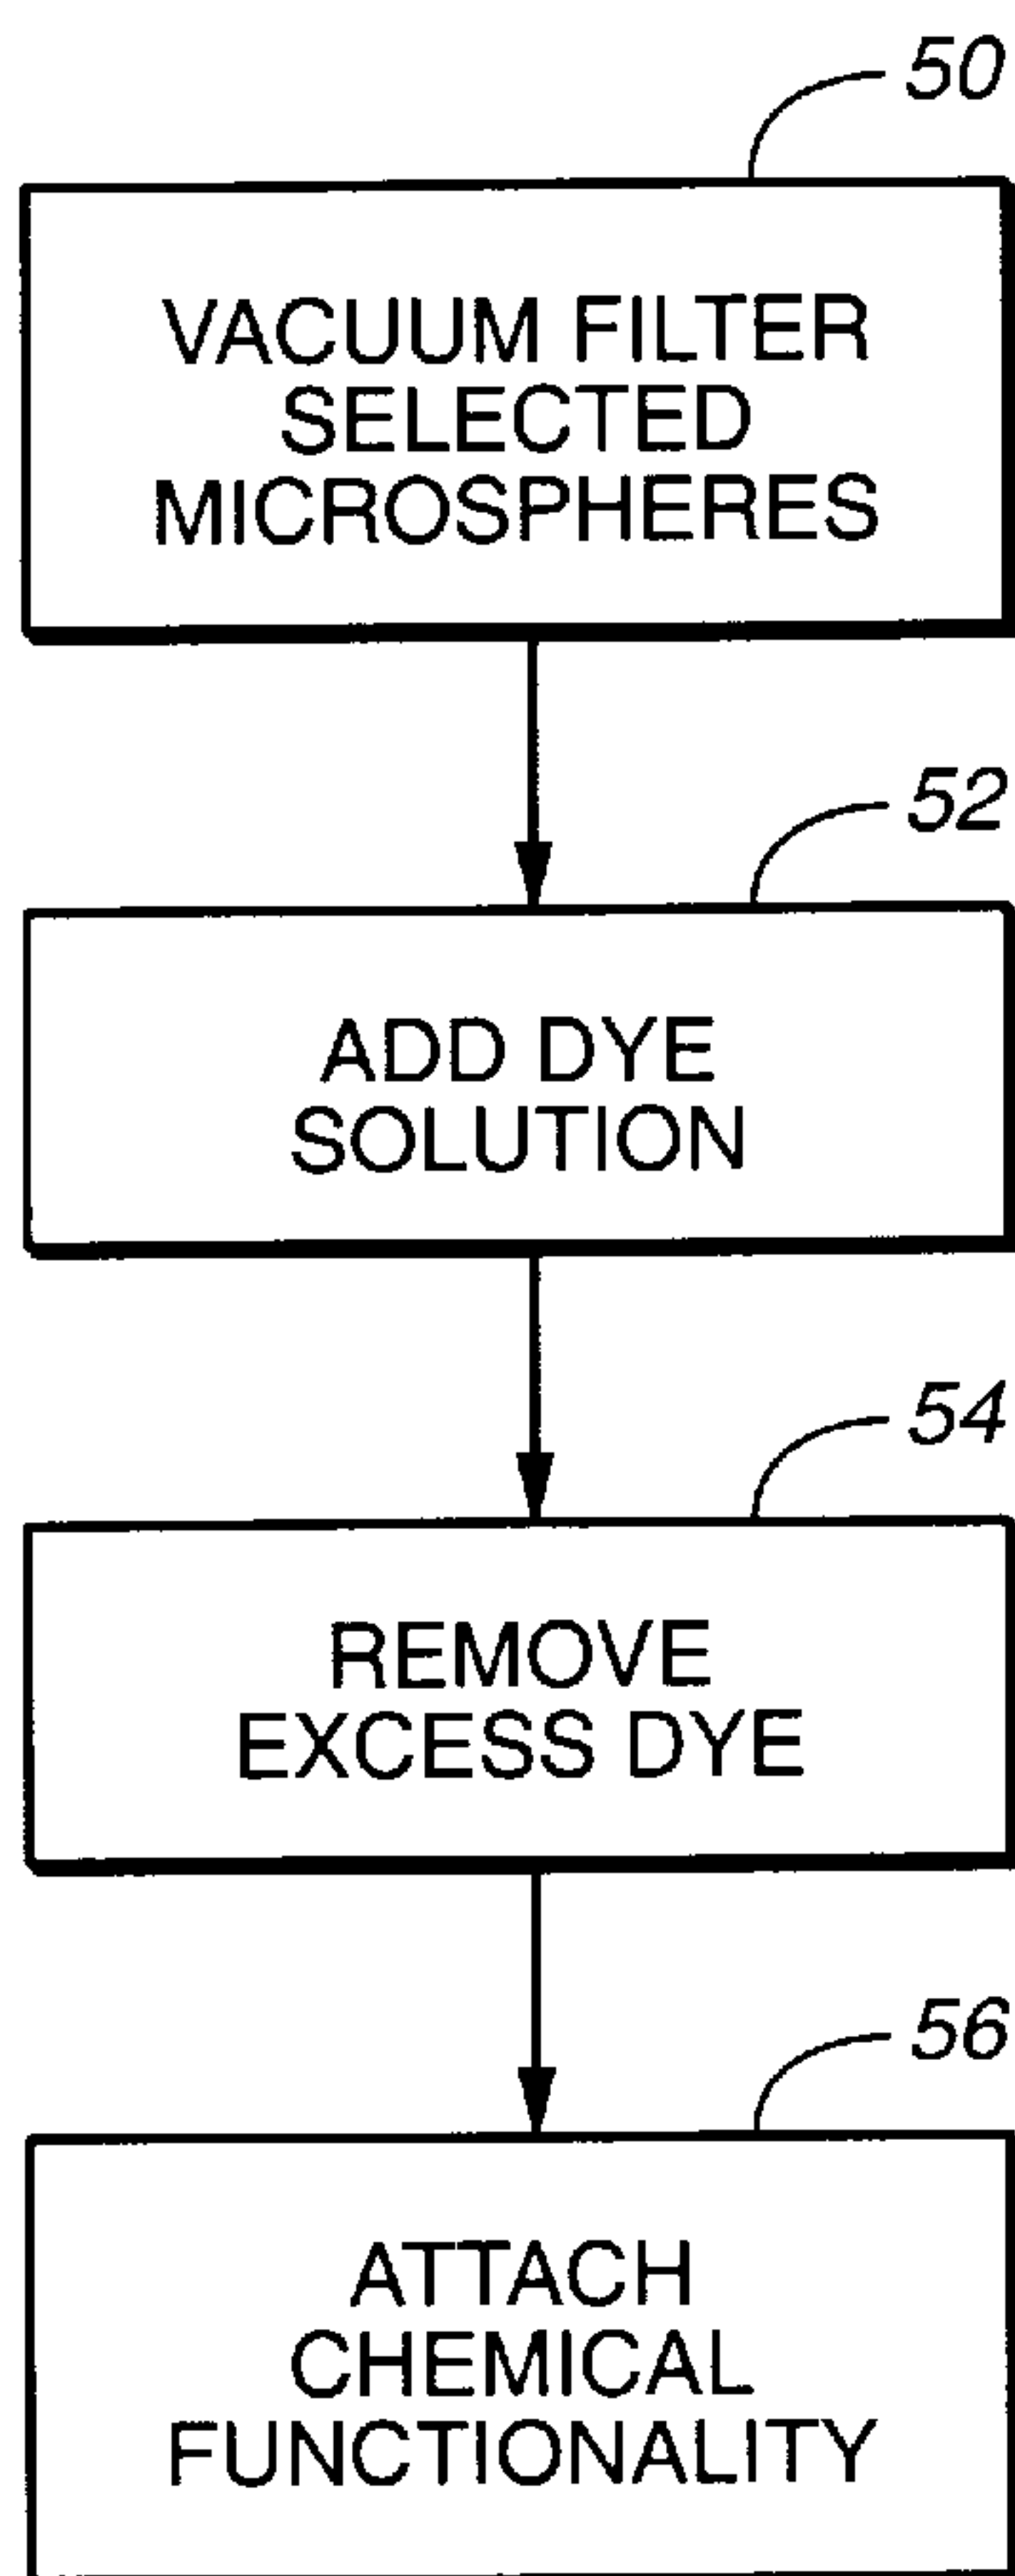 50
VACUUM FILTER
SELECTED
MICROSPHERES
52
ADD DYE
SOLUTION
54
REMOVE
EXCESS DYE
56
ATTACH
CHEMICAL
FUNCTIONALITY